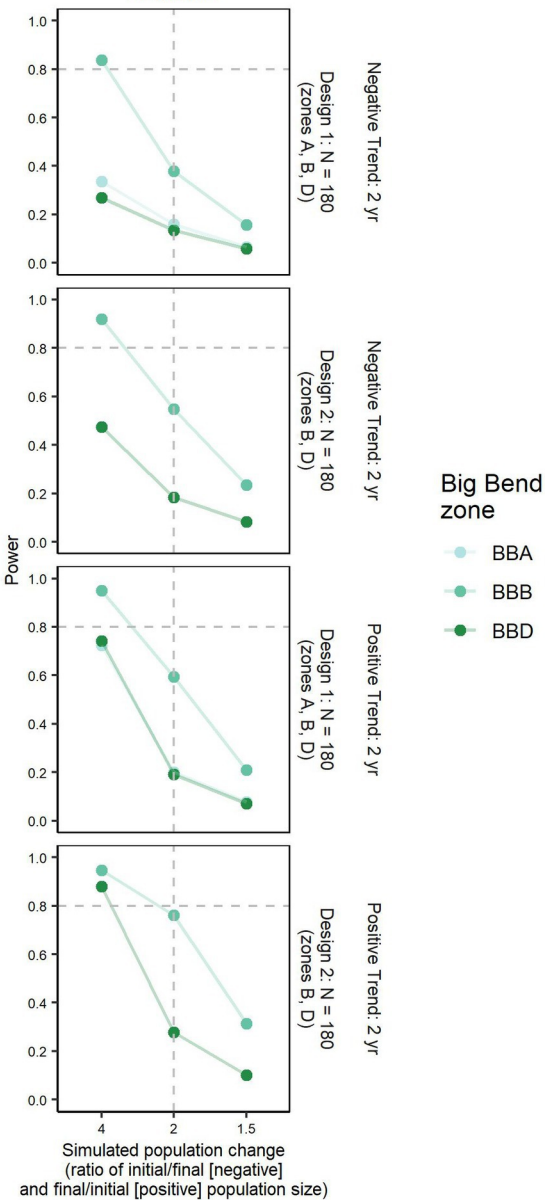 1.0
0.8
0.6
0.4
0.2
0.0
Design 1: N = 180
(zones A, B, D)
Negative Trend: 2 yr
1.0
0.8
0.6
0.4
0.2
0.0
Design 2: N = 180
(zones B, D)
Negative Trend: 2 yr
Power
1.0
0.8
0.6
0.4
0.2
0.0
Design 1: N = 180
(zones A, B, D)
Positive Trend: 2 yr
1.0
0.8
0.6
0.4
0.2
0.0
Design 2: N = 180
(zones B, D)
Positive Trend: 2 yr
4
2
1.5
Simulated population change
(ratio of initial/final [negative]
and final/initial [positive] population size)
Big Bend
zone
BBA
BBB
BBD